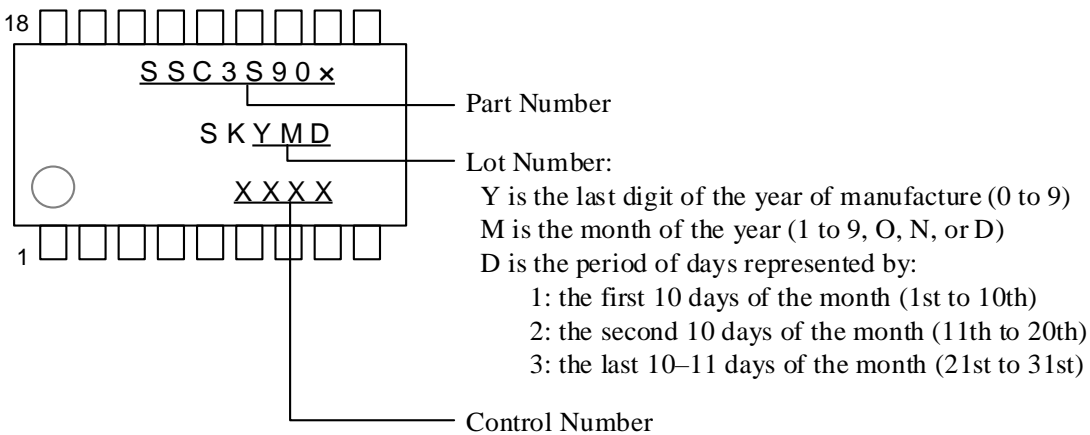 18
S S C 3 S 9 0 ×
Part Number
S K Y M D
Lot Number:
Y is the last digit of the year of manufacture (0 to 9)
M is the month of the year (1 to 9, O, N, or D)
D is the period of days represented by:
1: the first 10 days of the month (1st to 10th)
2: the second 10 days of the month (11th to 20th)
3: the last 10–11 days of the month (21st to 31st)
X X X X
1
Control Number